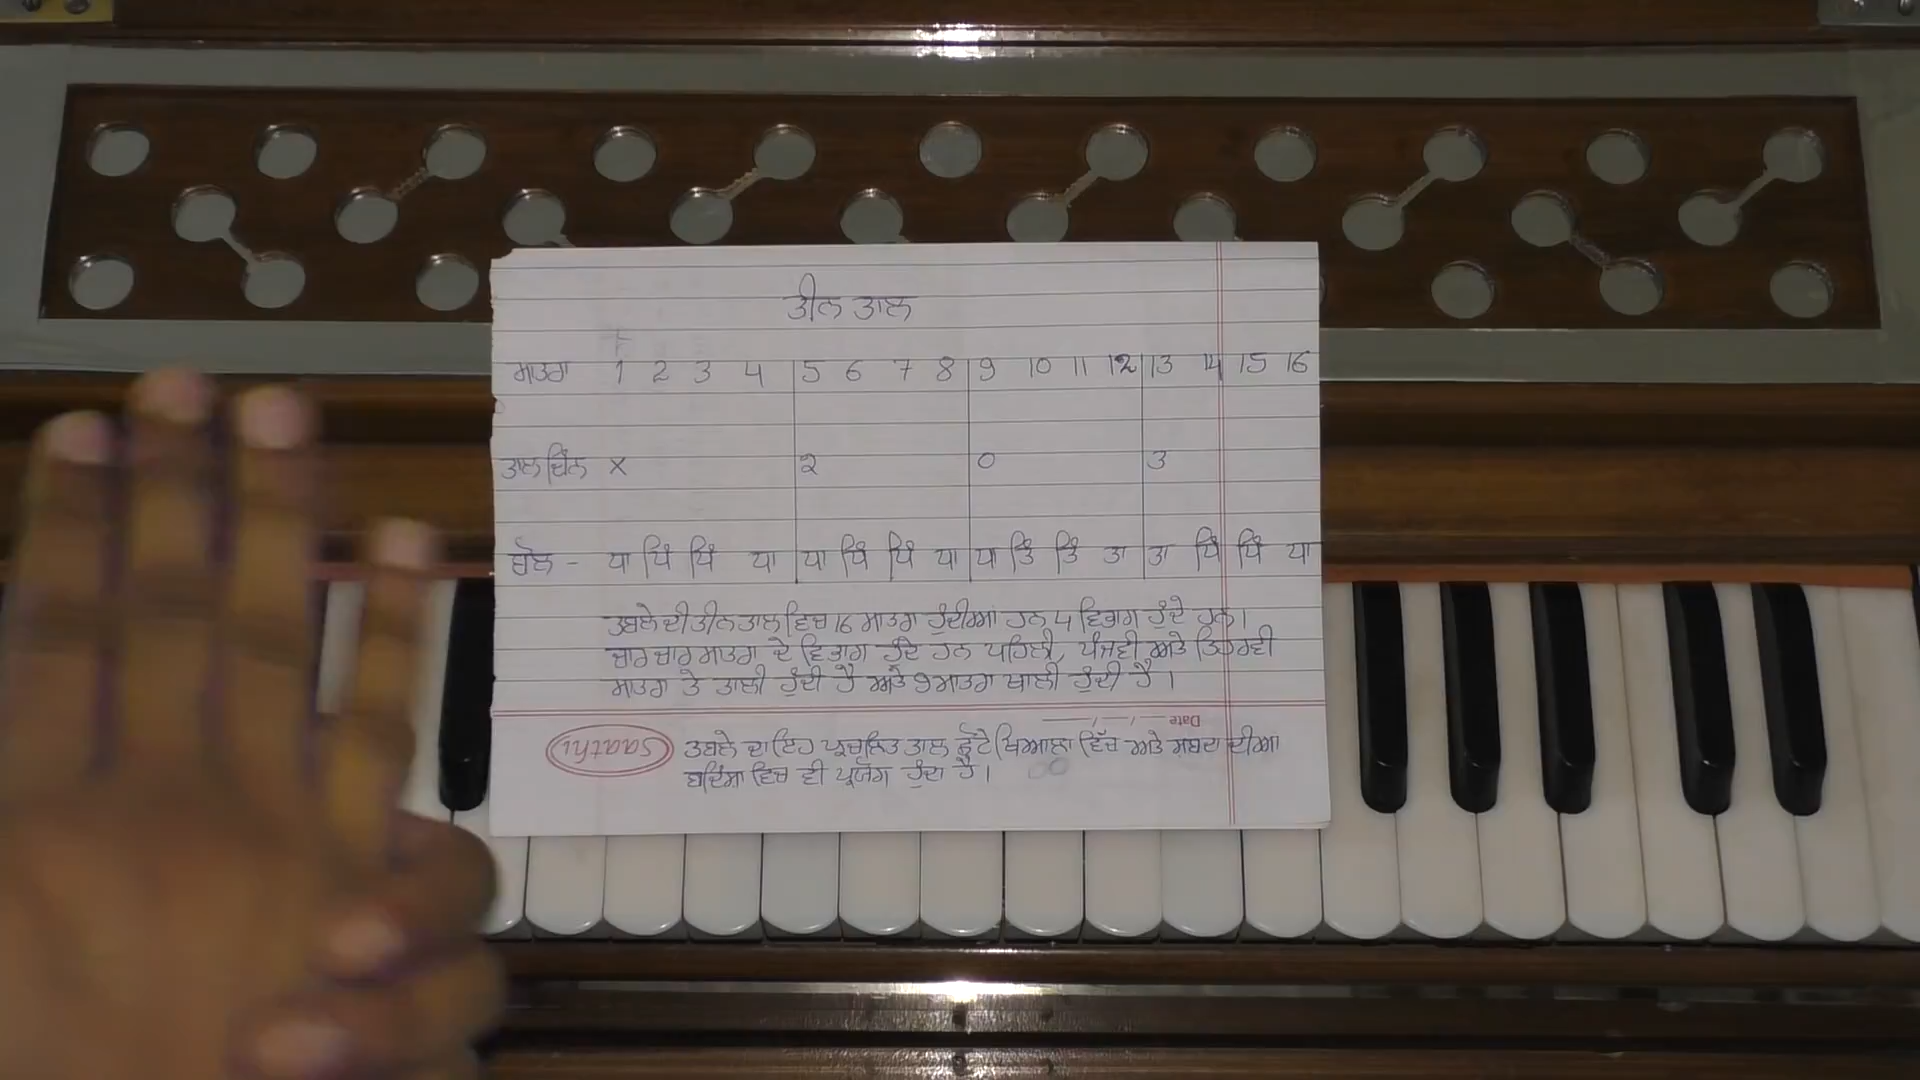 ਤੀਨ ਤਾਲ
ਮਾਤਰਾ 1 2 3 4 5 6 7 8 9 10 11 12 13 14 15 16
ਤਾਲ ਚਿੰਨ X 2 0 3
ਬੋਲ - ਧਾ ਧਿੰ ਧਿੰ ਧਾ ਧਾ ਧਿੰ ਧਿੰ ਧਾ ਧਾ ਤਿੰ ਤਿੰ ਤਾ ਤਾ ਧਿੰ ਧਿੰ ਧਾ
ਤਬਲੇ ਦੀ ਤੀਨ ਤਾਲ ਵਿਚ 16 ਮਾਤਰਾ ਹੁੰਦੀਆਂ ਹਨ 4 ਵਿਭਾਗ ਹੁੰਦੇ ਹਨ।
ਚਾਰ ਚਾਰ ਮਾਤਰਾ ਦੇ ਵਿਭਾਗ ਹੁੰਦੇ ਹਨ ਪਹਿਲੀ, ਪੰਜਵੀ ਅਤੇ ਤਿਹਰਵੀ
ਮਾਤਰਾ ਤੇ ਤਾਲੀ ਹੁੰਦੀ ਹੈ ਅਤੇ 9 ਮਾਤਰਾ ਖਾਲੀ ਹੁੰਦੀ ਹੈ।
Date
saathi
ਤਬਲੇ ਦਾ ਇਹ ਪ੍ਰਚਲਿਤ ਤਾਲ ਛੋਟੇ ਖਿਆਲਾ ਵਿੱਚ ਅਤੇ ਸ਼ਬਦਾ ਦੀਆ
ਬਦਿੰਸ਼ਾ ਵਿਚ ਵੀ ਪ੍ਰਯੋਗ ਹੁੰਦਾ ਹੈ।